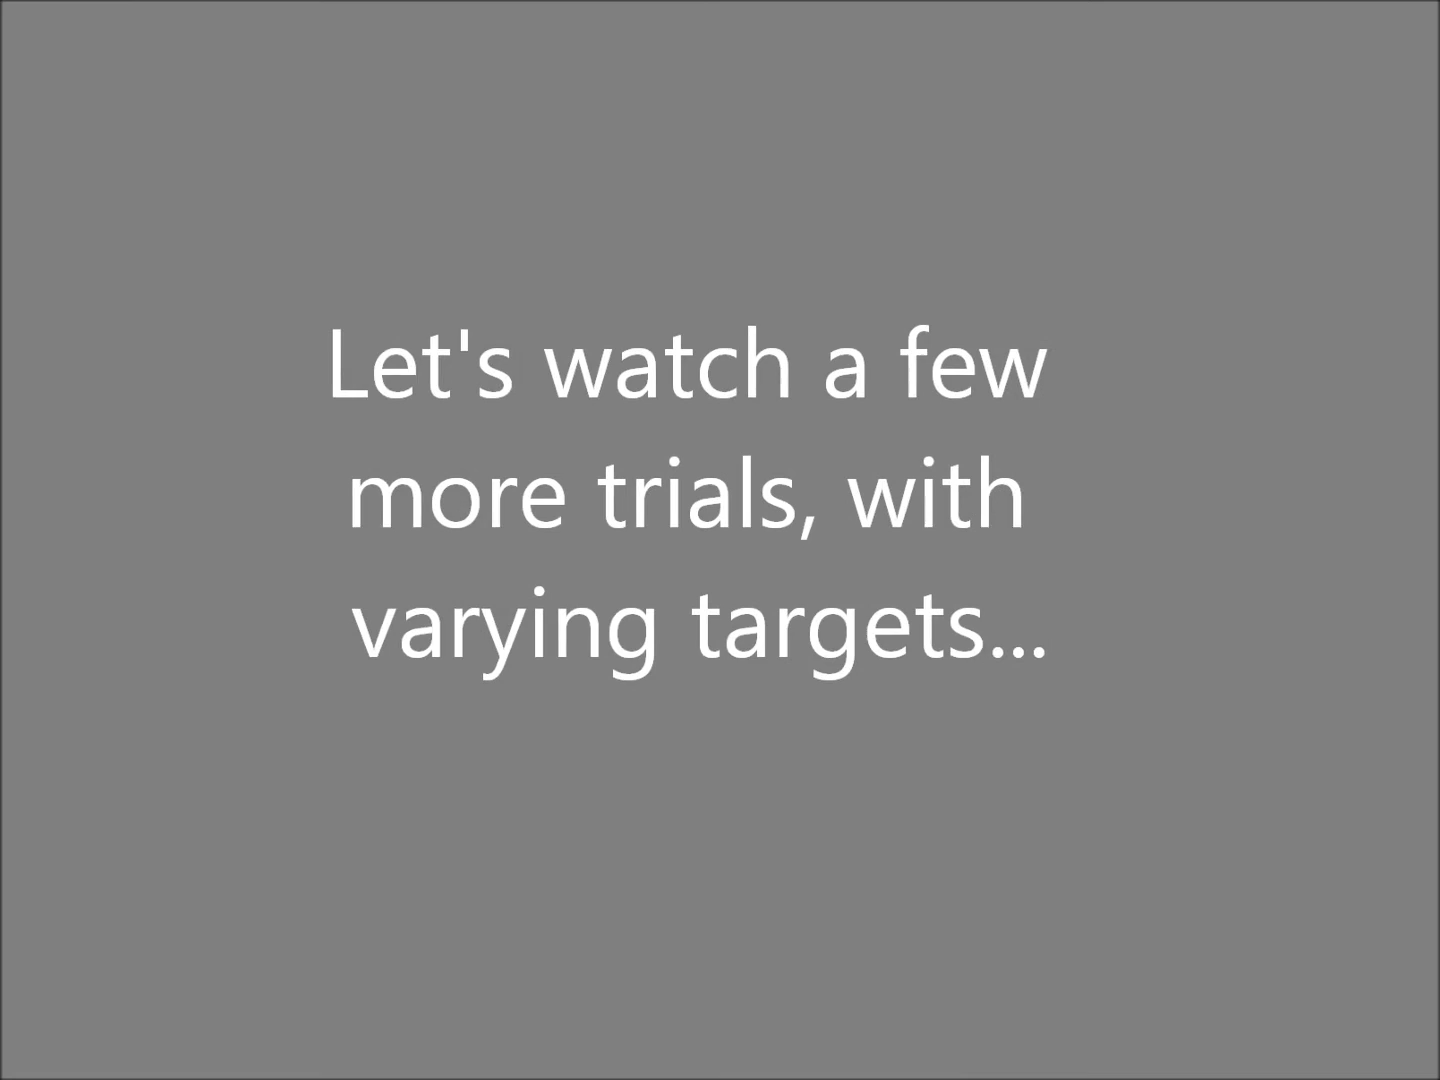 Let's watch a few
more trials, with
varying targets...